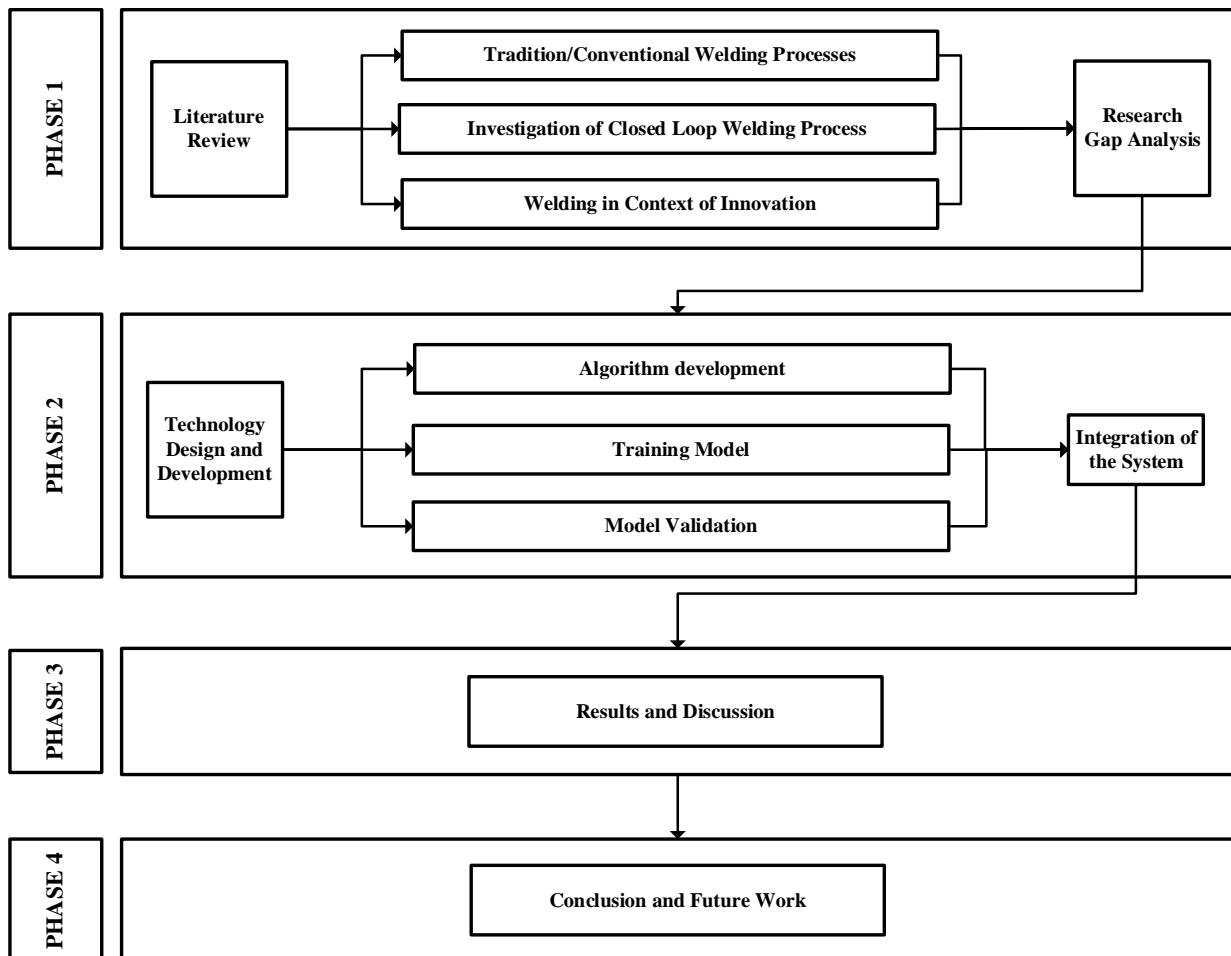 PHASE 1
Literature
Review
Tradition/Conventional Welding Processes
Investigation of Closed Loop Welding Process
Welding in Context of Innovation
Research
Gap Analysis
PHASE 2
Technology
Design and
Development
Algorithm development
Training Model
Model Validation
Integration of
the System
PHASE 3
Results and Discussion
PHASE 4
Conclusion and Future Work